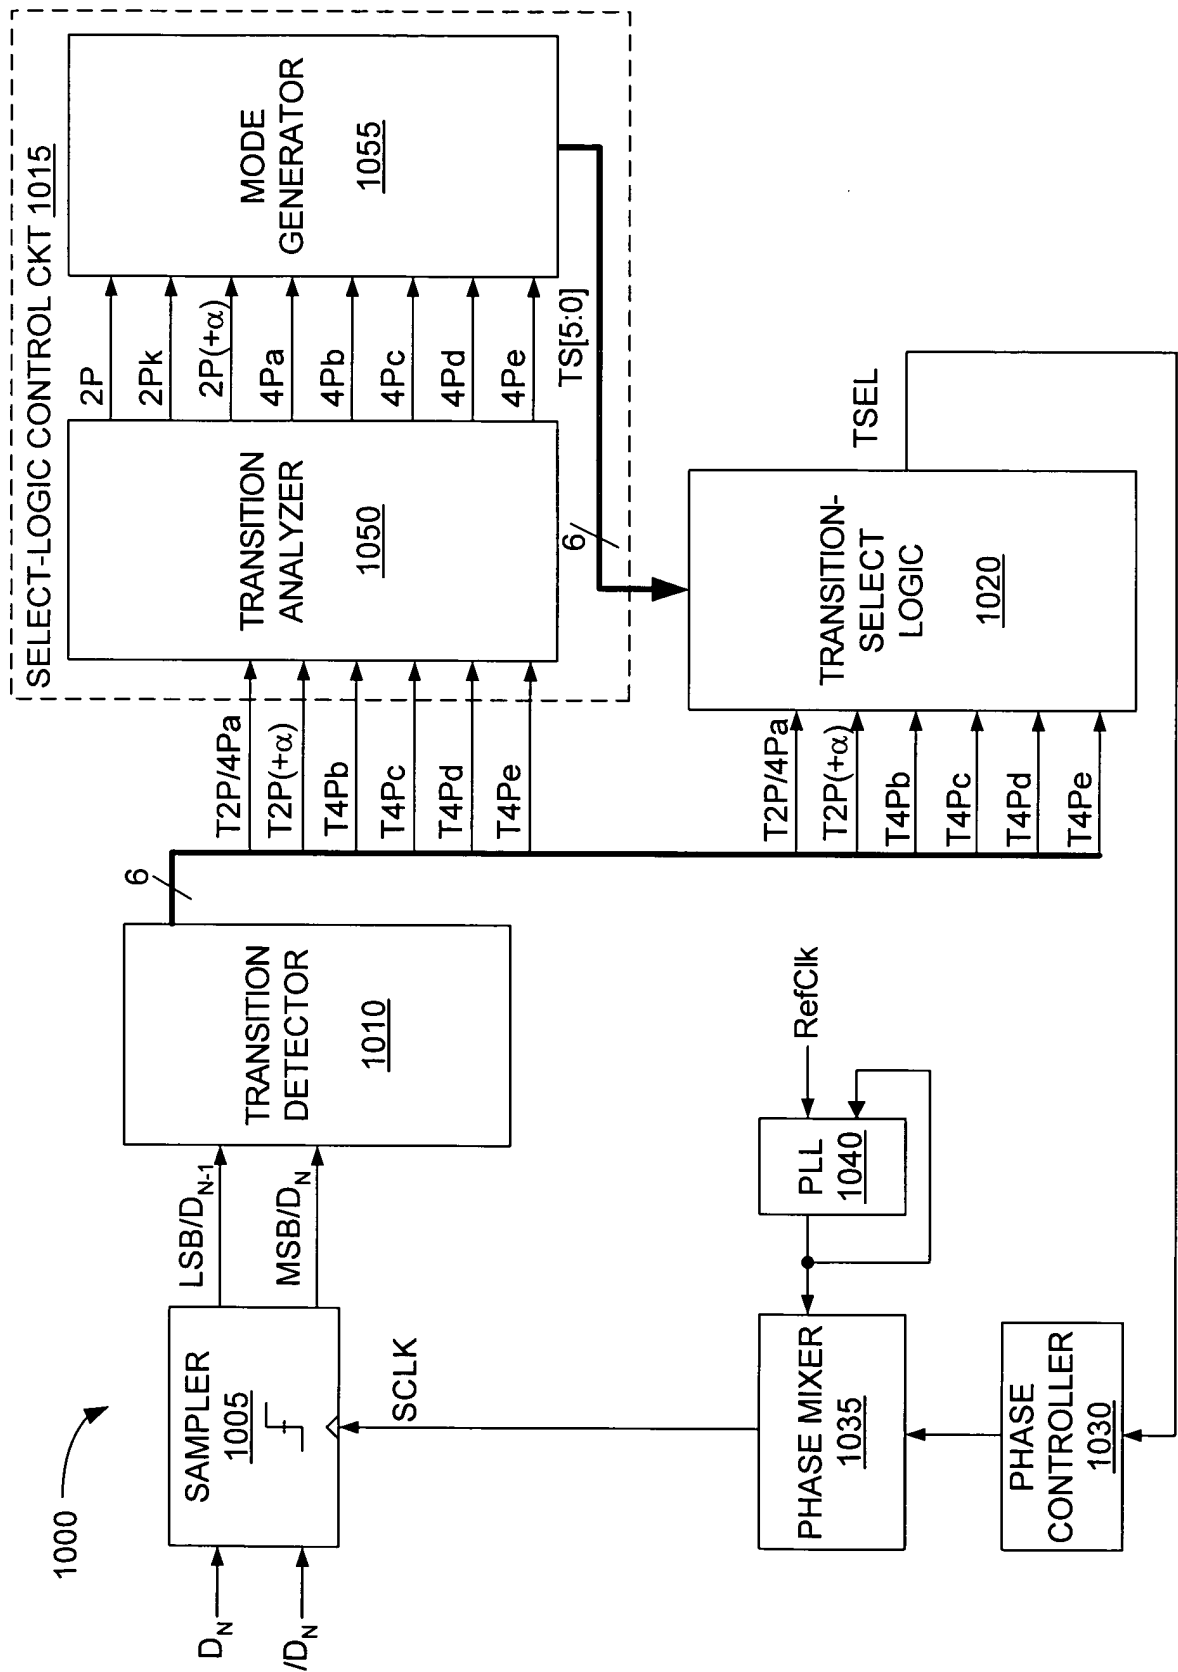 1000
SELECT-LOGIC CONTROL CKT 1015
D_N
/D_N
SAMPLER
1005
LSB/D_N-1
MSB/D_N
SCLK
TRANSITION
DETECTOR
1010
6
T2P/4Pa
T2P(+α)
T4Pb
T4Pc
T4Pd
T4Pe
TRANSITION
ANALYZER
1050
2P
2Pk
2P(+α)
4Pa
4Pb
4Pc
4Pd
4Pe
MODE
GENERATOR
1055
TS[5:0]
6
T2P/4Pa
T2P(+α)
T4Pb
T4Pc
T4Pd
T4Pe
TRANSITION-
SELECT
LOGIC
1020
TSEL
PHASE MIXER
1035
PLL
1040
RefClk
PHASE
CONTROLLER
1030